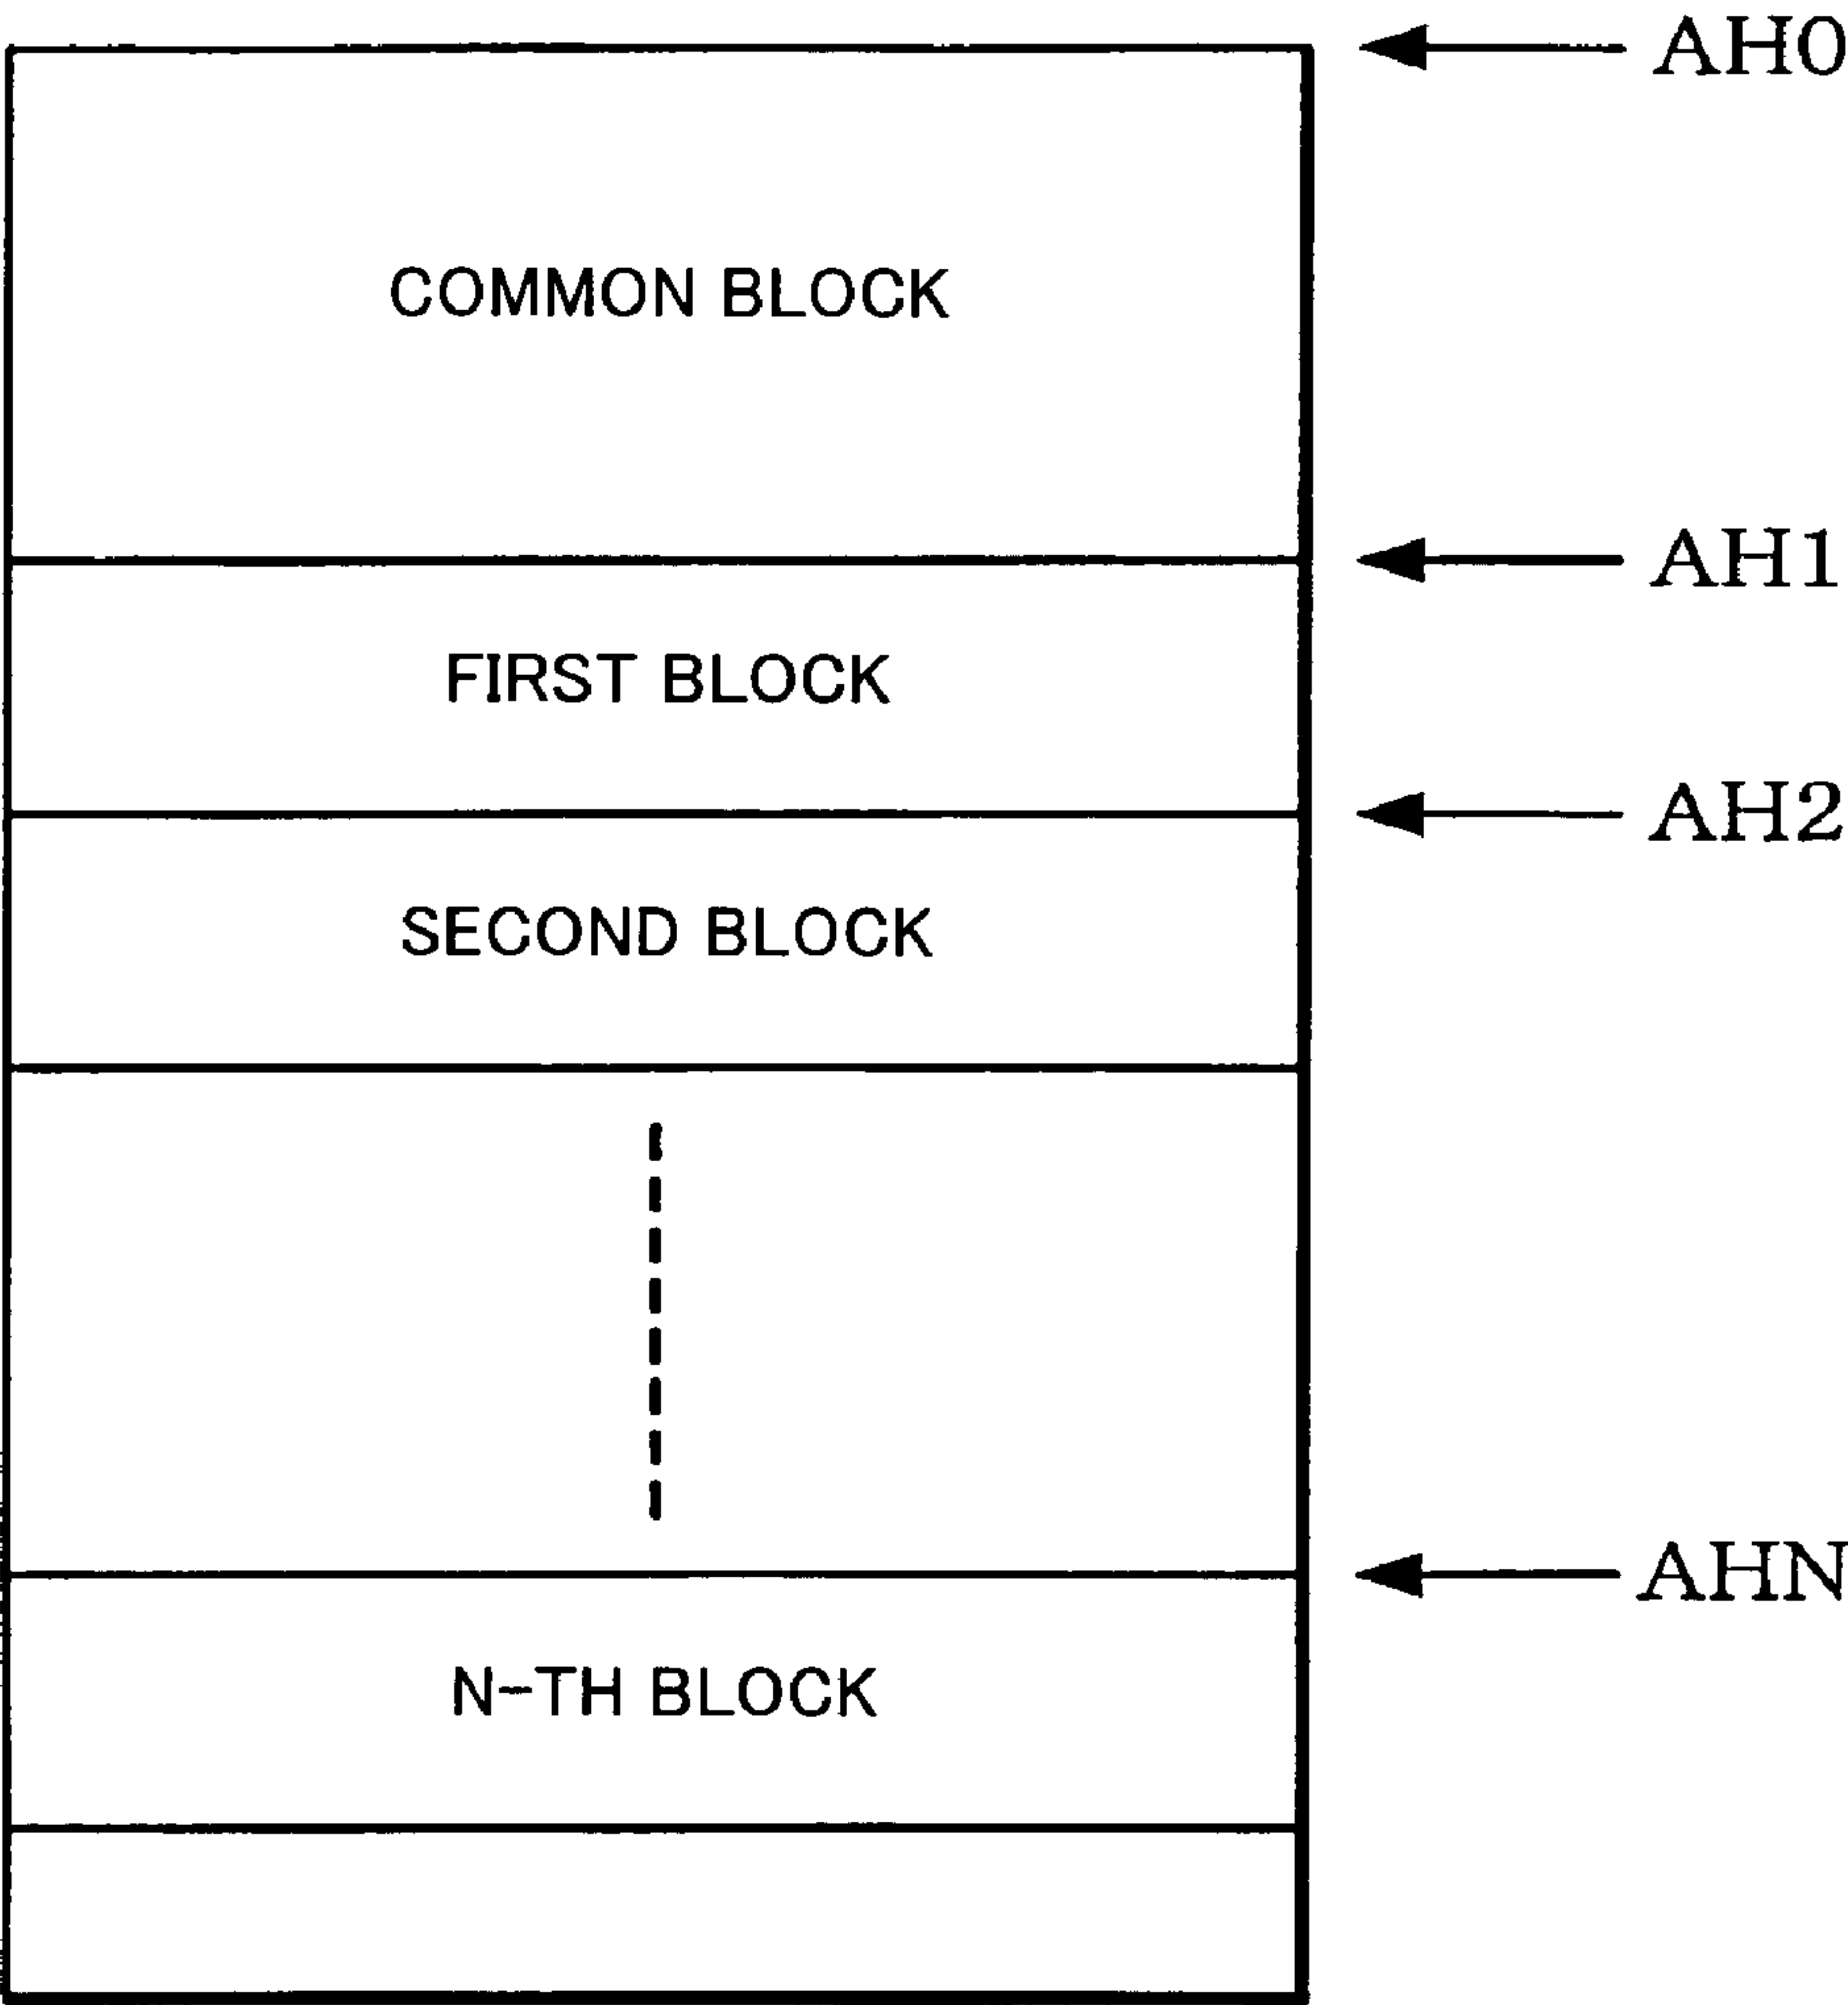 AH0
COMMON BLOCK
AH1
FIRST BLOCK
AH2
SECOND BLOCK
AHN
N-TH BLOCK